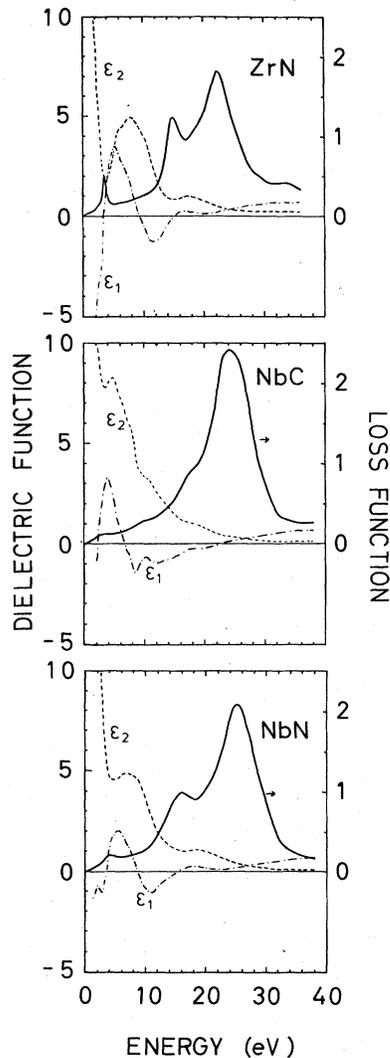 10
ε₂
ZrN
2
5
1
0
0
ε₁
-5
10
NbC
2
ε₂
5
1
0
0
ε₁
-5
10
NbN
2
ε₂
5
1
0
0
ε₁
-5
0 10 20 30 40
ENERGY (eV)
DIELECTRIC FUNCTION
LOSS FUNCTION